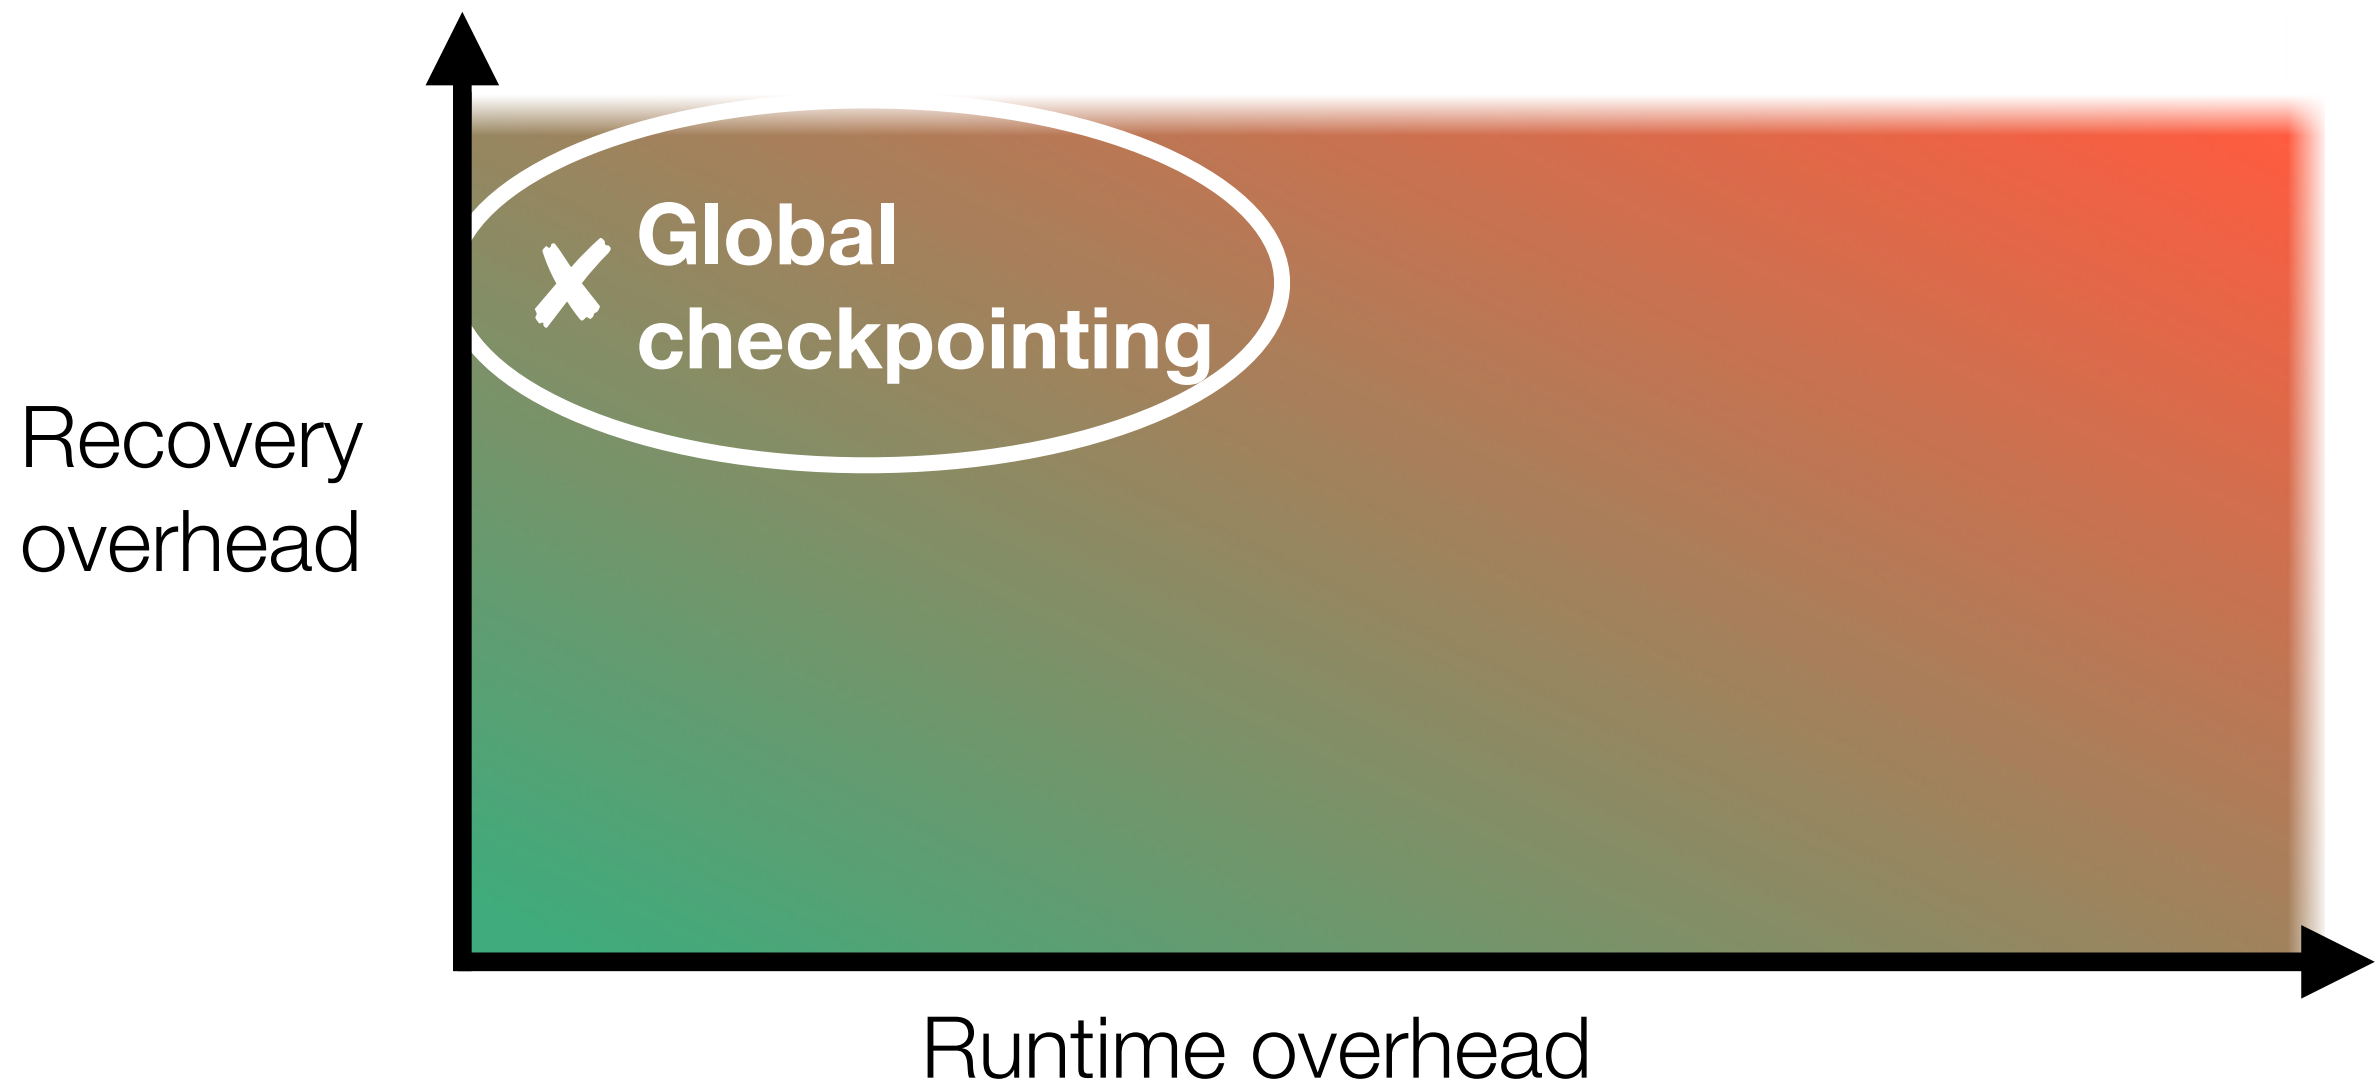 ✘ Global
checkpointing
Recovery
overhead
Runtime overhead